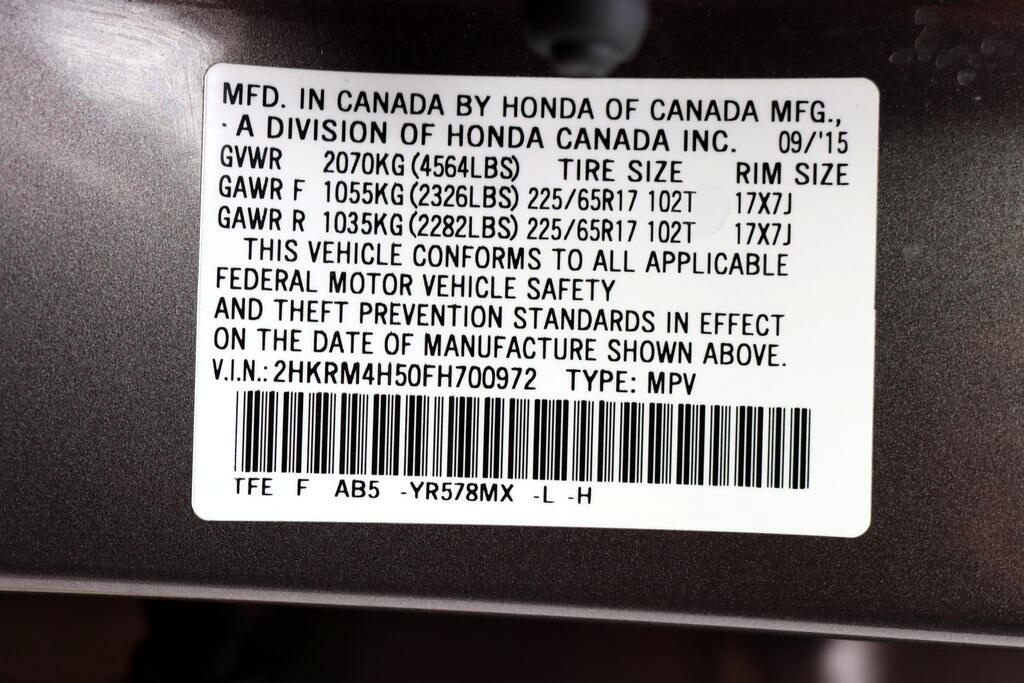 MFD. IN CANADA BY HONDA OF CANADA MFG.,
· A DIVISION OF HONDA CANADA INC. 09/'15
GVWR 2070KG (4564LBS) TIRE SIZE RIM SIZE
GAWR F 1055KG (2326LBS) 225/65R17 102T 17X7J
GAWR R 1035KG (2282LBS) 225/65R17 102T 17X7J
THIS VEHICLE CONFORMS TO ALL APPLICABLE
FEDERAL MOTOR VEHICLE SAFETY
AND THEFT PREVENTION STANDARDS IN EFFECT
ON THE DATE OF MANUFACTURE SHOWN ABOVE.
V.I.N.: 2HKRM4H50FH700972 TYPE: MPV
TFE F AB5 -YR578MX -L -H